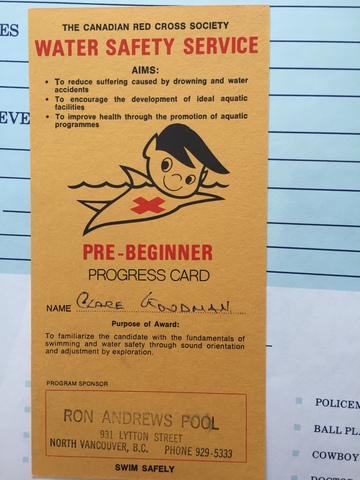 THE CANADIAN RED CROSS SOCIETY
WATER SAFETY SERVICE
AIMS:
• To reduce suffering caused by drowning and water
accidents
• To encourage the development of ideal aquatic
facilities
• To improve health through the promotion of aquatic
programmes
PRE-BEGINNER
PROGRESS CARD
NAME CLARE GOODMAN
Purpose of Award:
To familiarize the candidate with the fundamentals of
swimming and water safety through sound orientation
and adjustment by exploration.
PROGRAM SPONSOR
RON ANDREWS POOL
931 LYTTON STREET
NORTH VANCOUVER, B.C. PHONE 929-5333
SWIM SAFELY
ES
EVE
POLICEM
BALL PLA
COWBOY